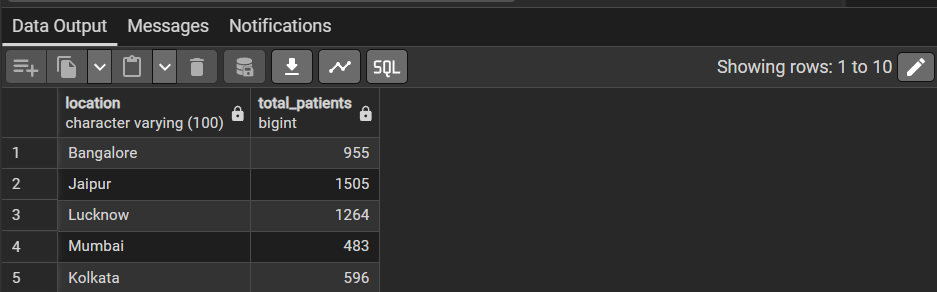 Data Output Messages Notifications
SQL Showing rows: 1 to 10
location total_patients
character varying (100) bigint
1 Bangalore 955
2 Jaipur 1505
3 Lucknow 1264
4 Mumbai 483
5 Kolkata 596